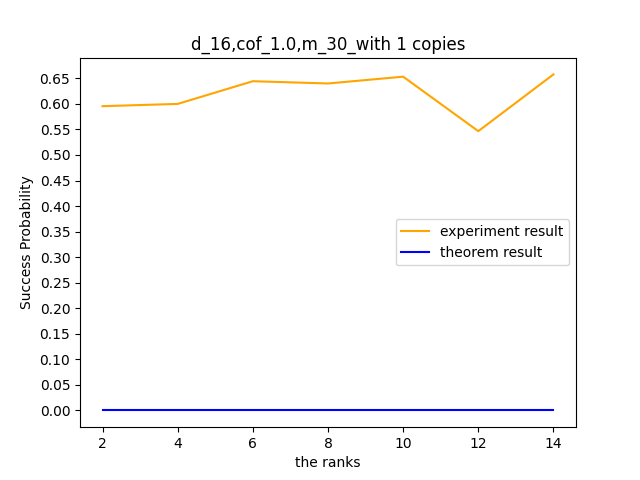 d_16,cof_1.0,m_30_with 1 copies
Success Probability
0.65
0.60
0.55
0.50
0.45
0.40
0.35
0.30
0.25
0.20
0.15
0.10
0.05
0.00
experiment result
theorem result
2 4 6 8 10 12 14
the ranks